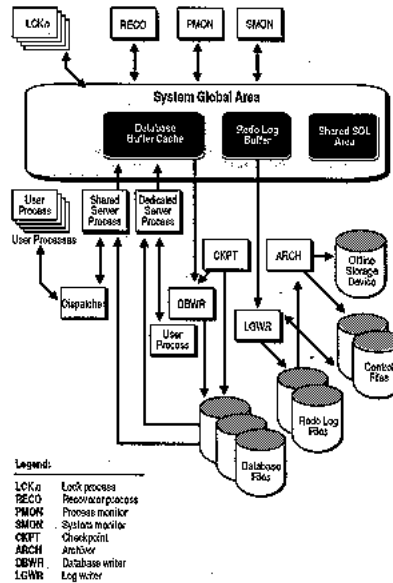 LCKn
RECO
PMON
SMON
System Global Area
Database
Buffer Cache
Redo Log
Buffer
Shared SQL
Area
User
Process
User Processes
Shared
Server
Process
Dedicated
Server
Process
CKPT
ARCH
Offline
Storage
Device
Dispatcher
DBWR
User
Process
LGWR
Control
Files
Redo Log
Files
Database
Files
Legend:
LCKn Lock process
RECO Recoverer process
PMON Process monitor
SMON System monitor
CKPT Checkpoint
ARCH Archiver
DBWR Database writer
LGWR Log writer